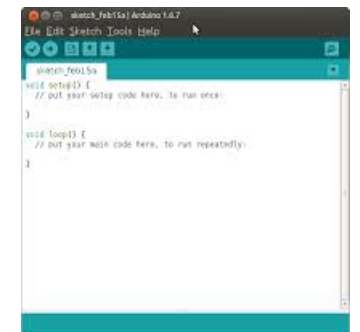 sketch_feb15a | Arduino 1.6.7
File Edit Sketch Tools Help
sketch_feb15a
void setup() {
// put your setup code here, to run once:
}
void loop() {
// put your main code here, to run repeatedly:
}